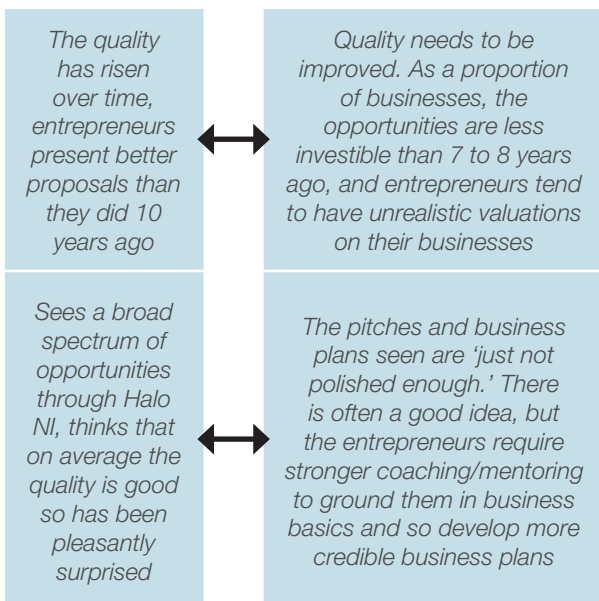 The quality
has risen
over time,
entrepreneurs
present better
proposals than
they did 10
years ago
Quality needs to be
improved. As a proportion
of businesses, the
opportunities are less
investible than 7 to 8 years
ago, and entrepreneurs tend
to have unrealistic valuations
on their businesses
Sees a broad
spectrum of
opportunities
through Halo
NI, thinks that
on average the
quality is good
so has been
pleasantly
surprised
The pitches and business
plans seen are ‘just not
polished enough.’ There
is often a good idea, but
the entrepreneurs require
stronger coaching/mentoring
to ground them in business
basics and so develop more
credible business plans